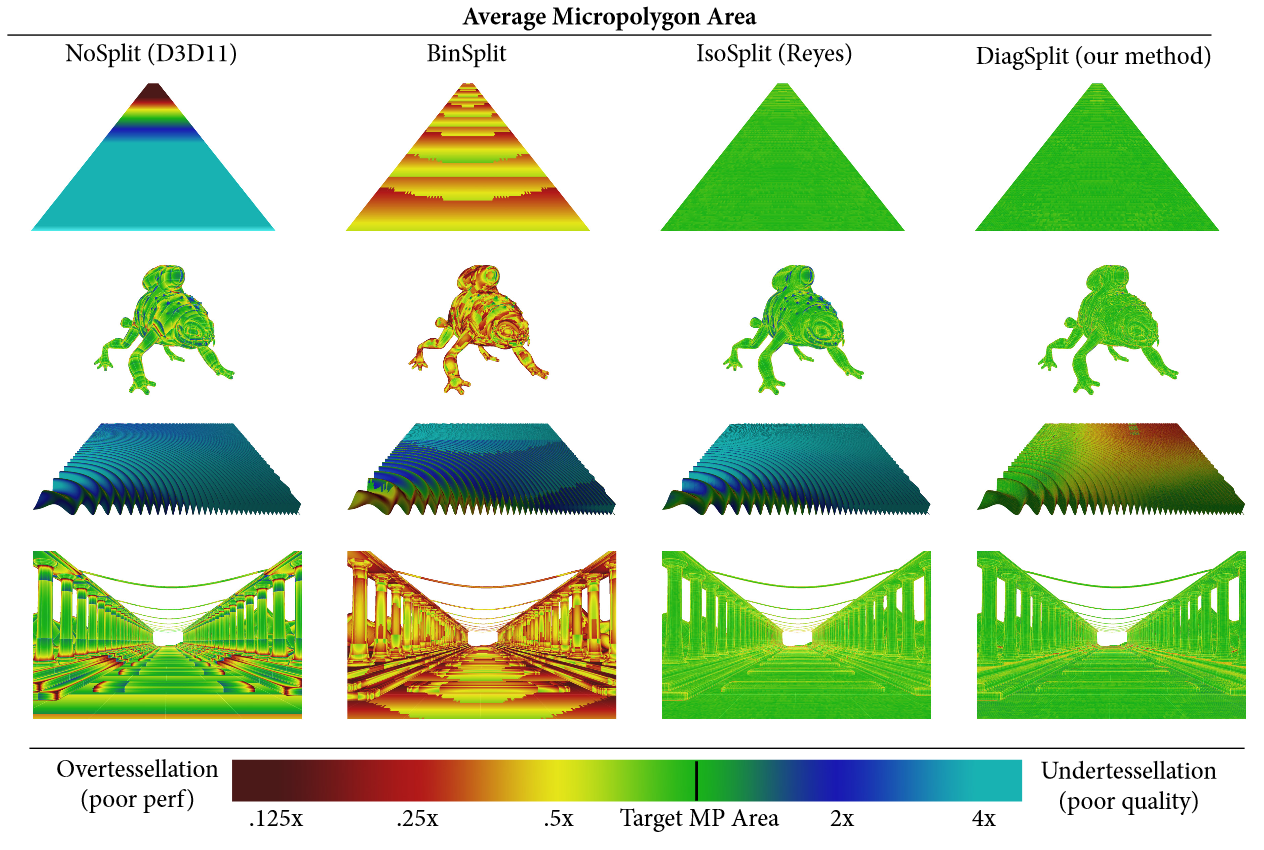 Average Micropolygon Area
NoSplit (D3D11) BinSplit IsoSplit (Reyes) DiagSplit (our method)
Overtessellation
(poor perf)
.125x .25x .5x Target MP Area 2x 4x
Undertessellation
(poor quality)